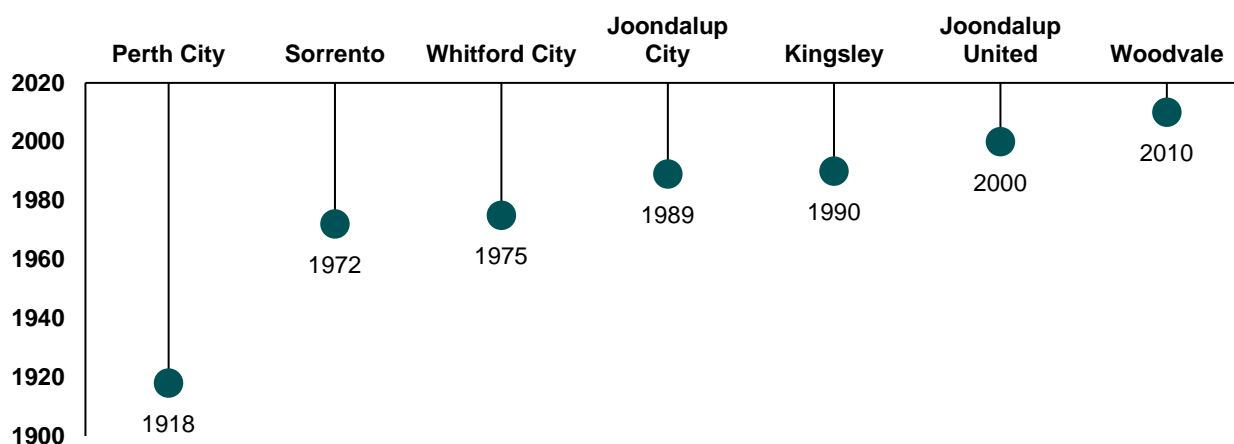 Perth City
Sorrento
Whitford City
Joondalup
City
Kingsley
Joondalup
United
Woodvale
2020
2000
1980
1960
1940
1920
1900
1918
1972
1975
1989
1990
2000
2010